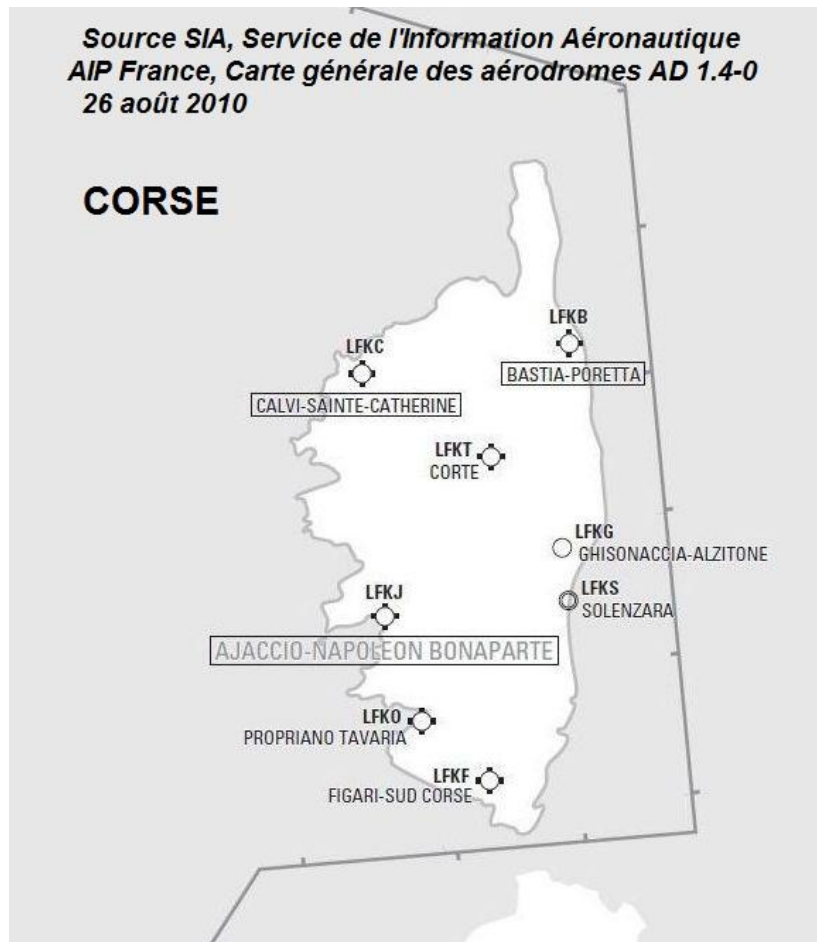 Source SIA, Service de l'Information Aéronautique
AIP France, Carte générale des aérodromes AD 1.4-0
26 août 2010
CORSE
LFKB
BASTIA-PORETTA
LFKC
CALVI-SAINTE-CATHERINE
LFKT
CORTE
LFKG
GHISONACCIA-ALZITONE
LFKS
SOLENZARA
LFKJ
AJACCIO-NAPOLEON BONAPARTE
LFKO
PROPRIANO TAVARIA
LFKF
FIGARI-SUD CORSE